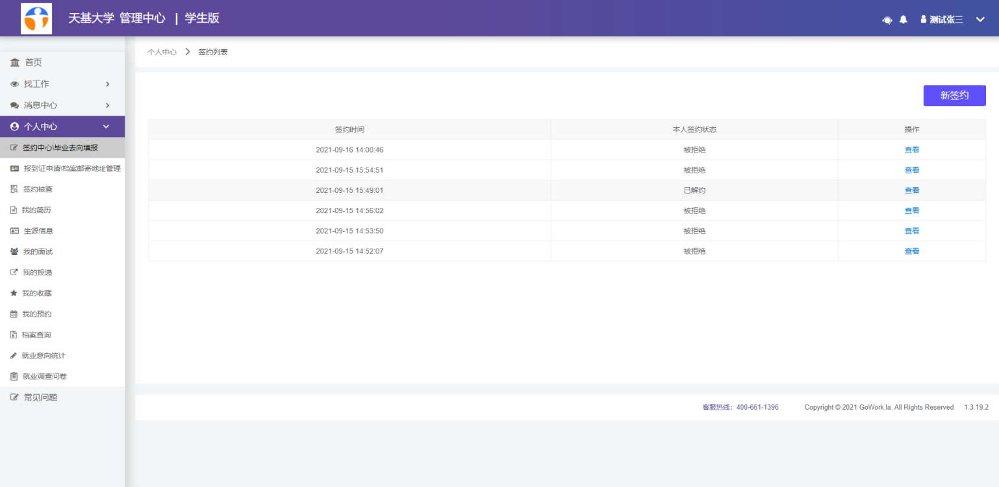 天基大学 管理中心 | 学生版
测试张三
个人中心 > 签约列表
首页
找工作
消息中心
个人中心
签约中心\毕业去向填报
报到证申请\档案邮寄地址管理
签约核查
我的简历
生源信息
我的面试
我的投递
我的收藏
我的预约
档案查询
就业意向统计
就业调查问卷
常见问题
新签约
签约时间 本人签约状态 操作
2021-09-16 14:00:46 被拒绝 查看
2021-09-15 15:54:51 被拒绝 查看
2021-09-15 15:49:01 已解约 查看
2021-09-15 14:56:02 被拒绝 查看
2021-09-15 14:53:50 被拒绝 查看
2021-09-15 14:52:07 被拒绝 查看
客服热线：400-661-1396 Copyright © 2021 GoWork.la. All Rights Reserved 1.3.19.2